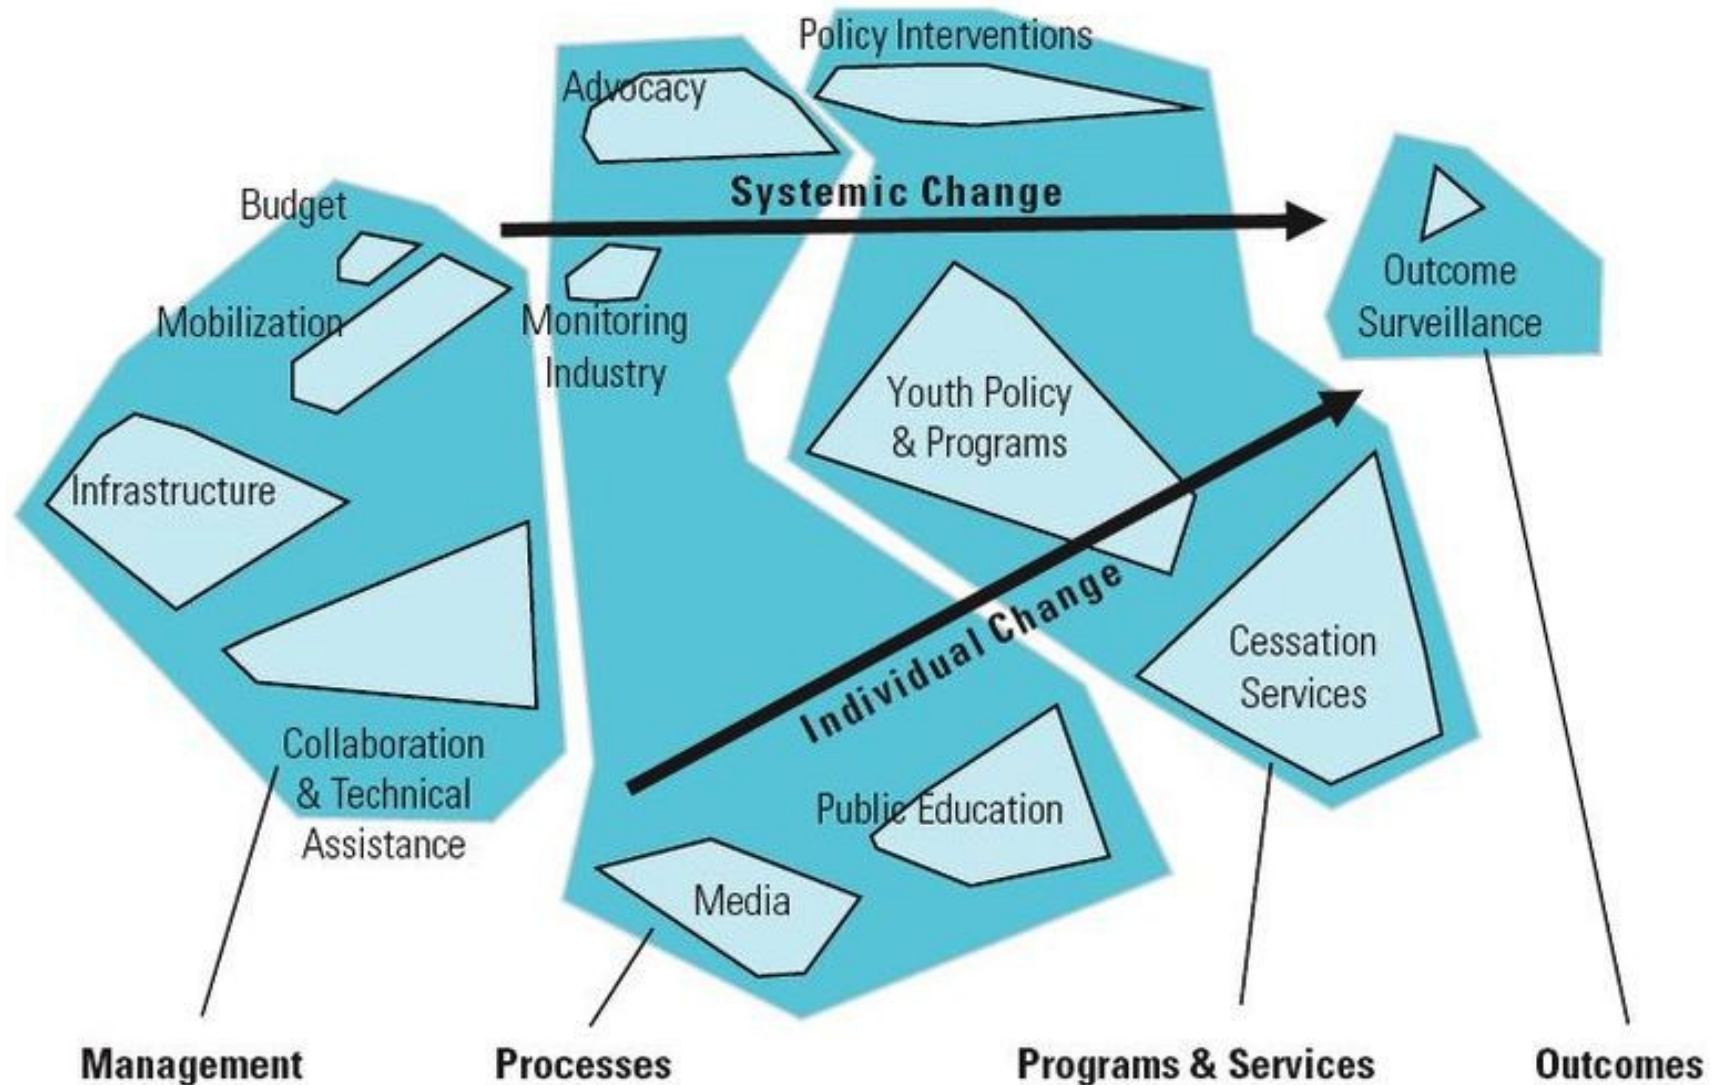 Policy Interventions
Advocacy
Systemic Change
Budget
Mobilization
Monitoring
Industry
Outcome
Surveillance
Youth Policy
& Programs
Infrastructure
Individual Change
Cessation
Services
Collaboration
& Technical
Assistance
Public Education
Media
Management
Processes
Programs & Services
Outcomes